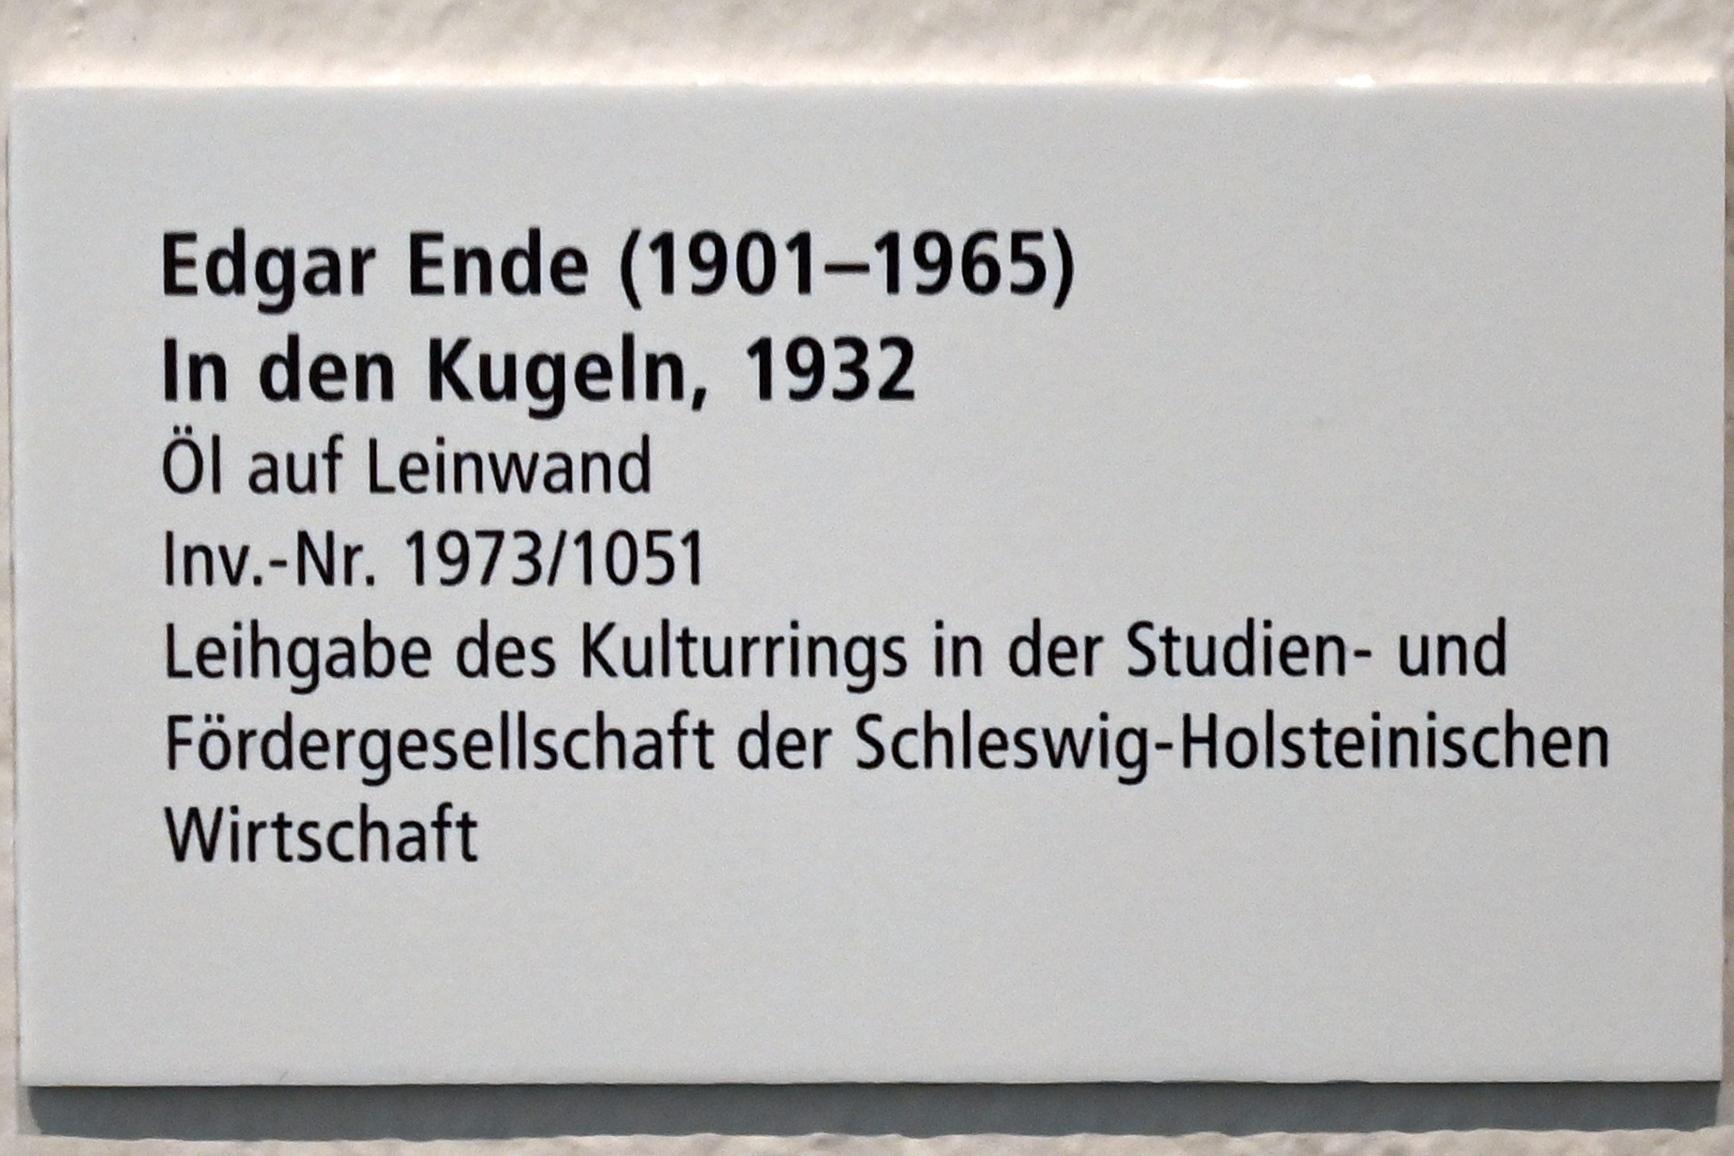 Edgar Ende (1901–1965)
In den Kugeln, 1932
Öl auf Leinwand
Inv.-Nr. 1973/1051
Leihgabe des Kulturrings in der Studien- und
Fördergesellschaft der Schleswig-Holsteinischen
Wirtschaft